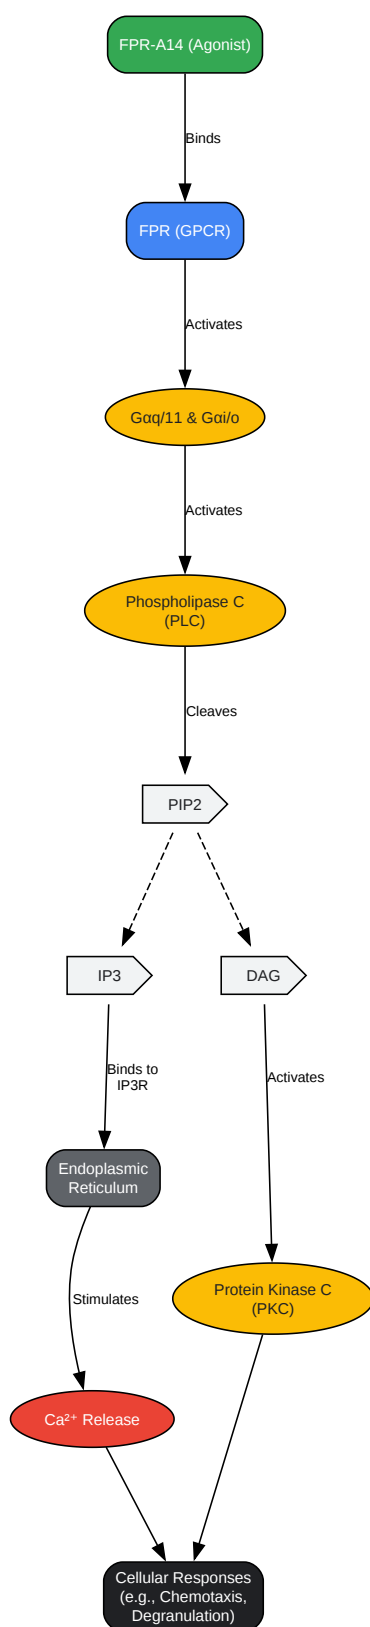 FPR-A14 (Agonist)
Binds
FPR (GPCR)
Activates
Gαq/11 & Gαi/o
Activates
Phospholipase C
(PLC)
Cleaves
PIP2
IP3
DAG
Binds to
IP3R
Activates
Endoplasmic
Reticulum
Protein Kinase C
(PKC)
Stimulates
Ca²⁺ Release
Cellular Responses
(e.g., Chemotaxis,
Degranulation)